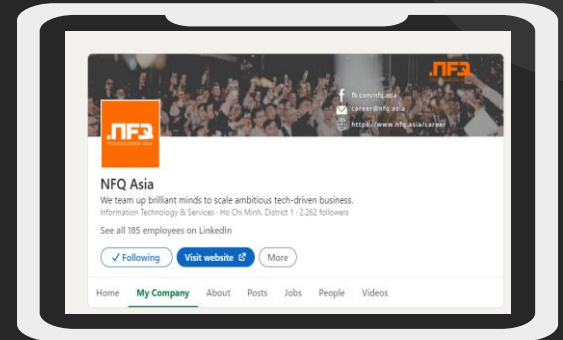 .NFQ
fb.com/nfq.asia
career@nfq.asia
https://www.nfq.asia/career
.NFQ
NFQ Asia
We team up brilliant minds to scale ambitious tech-driven business.
Information Technology & Services · Ho Chi Minh, District 1 · 2,262 followers
See all 185 employees on LinkedIn
✓ Following Visit website More
Home My Company About Posts Jobs People Videos